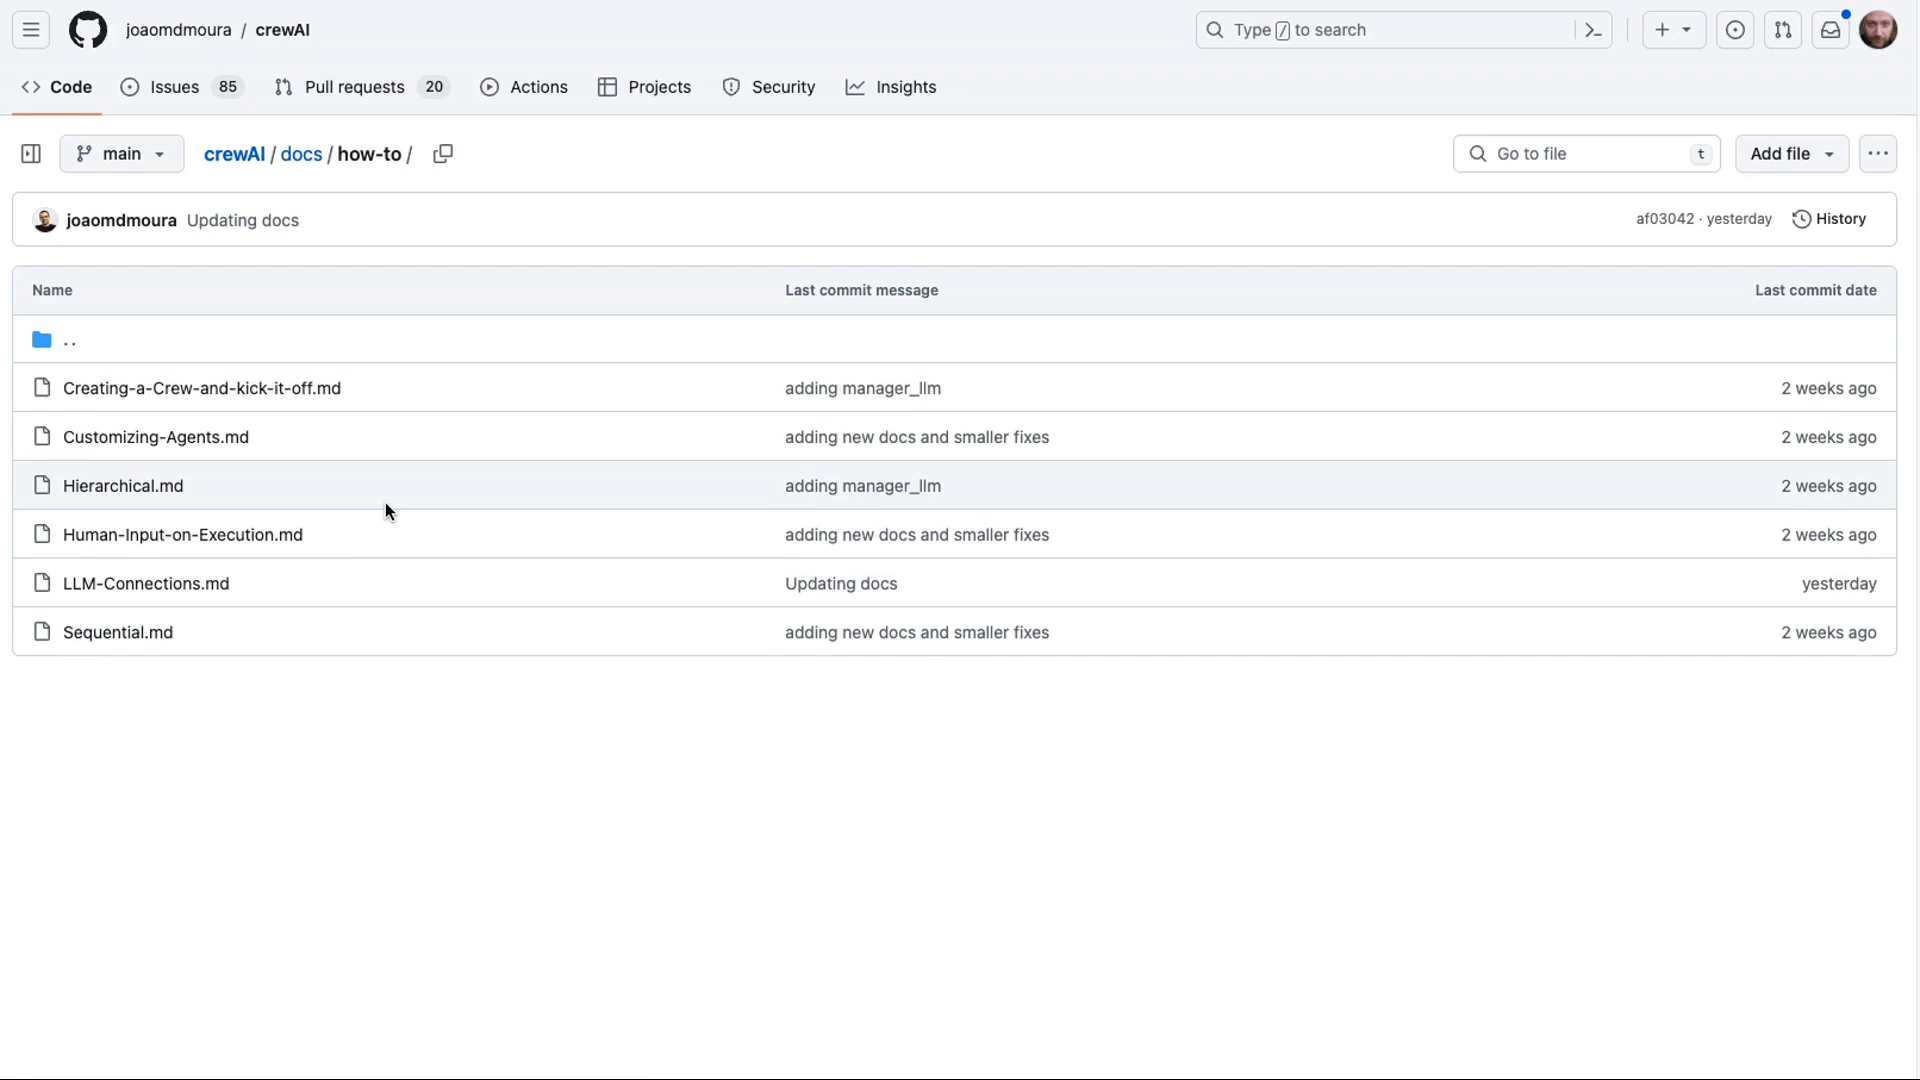 joaomdmoura / crewAI
Type / to search
Code
Issues 85
Pull requests 20
Actions
Projects
Security
Insights
main
crewAI / docs / how-to /
Go to file t
Add file
joaomdmoura Updating docs
af03042 · yesterday
History
Name Last commit message Last commit date
..
Creating-a-Crew-and-kick-it-off.md adding manager_llm 2 weeks ago
Customizing-Agents.md adding new docs and smaller fixes 2 weeks ago
Hierarchical.md adding manager_llm 2 weeks ago
Human-Input-on-Execution.md adding new docs and smaller fixes 2 weeks ago
LLM-Connections.md Updating docs yesterday
Sequential.md adding new docs and smaller fixes 2 weeks ago